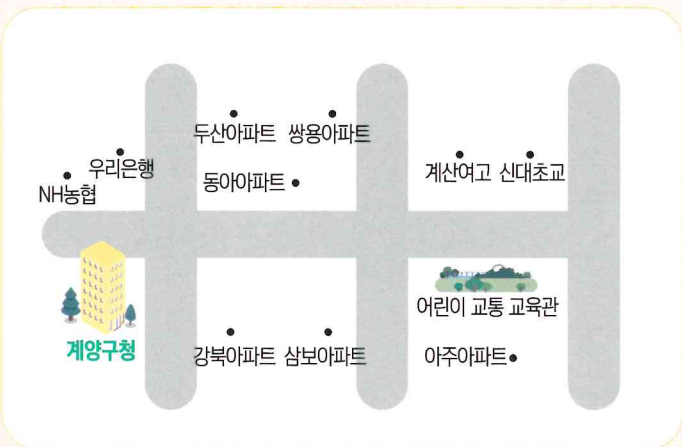 두산아파트 쌍용아파트
우리은행
동아아파트
계산여고 신대초교
NH농협
어린이 교통 교육관
계양구청
강북아파트 삼보아파트
아주아파트